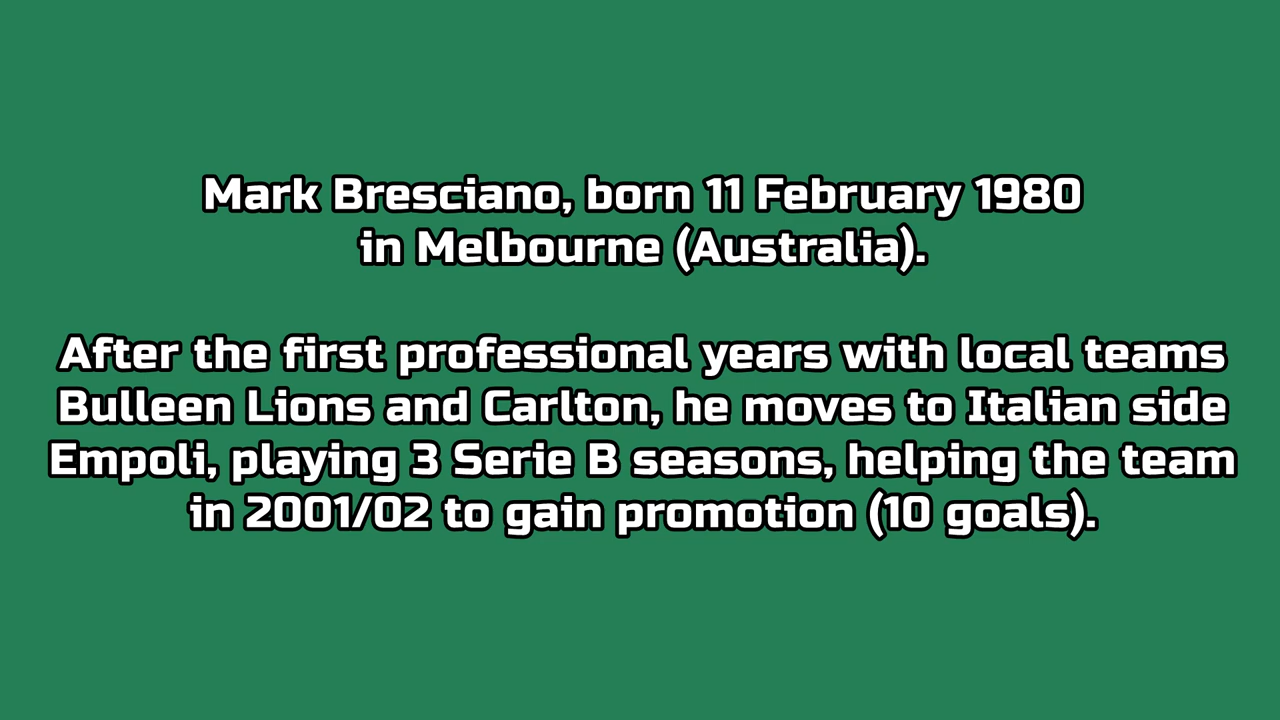 Mark Bresciano, born 11 February 1980
in Melbourne (Australia).
After the first professional years with local teams
Bulleen Lions and Carlton, he moves to Italian side
Empoli, playing 3 Serie B seasons, helping the team
in 2001/02 to gain promotion (10 goals).